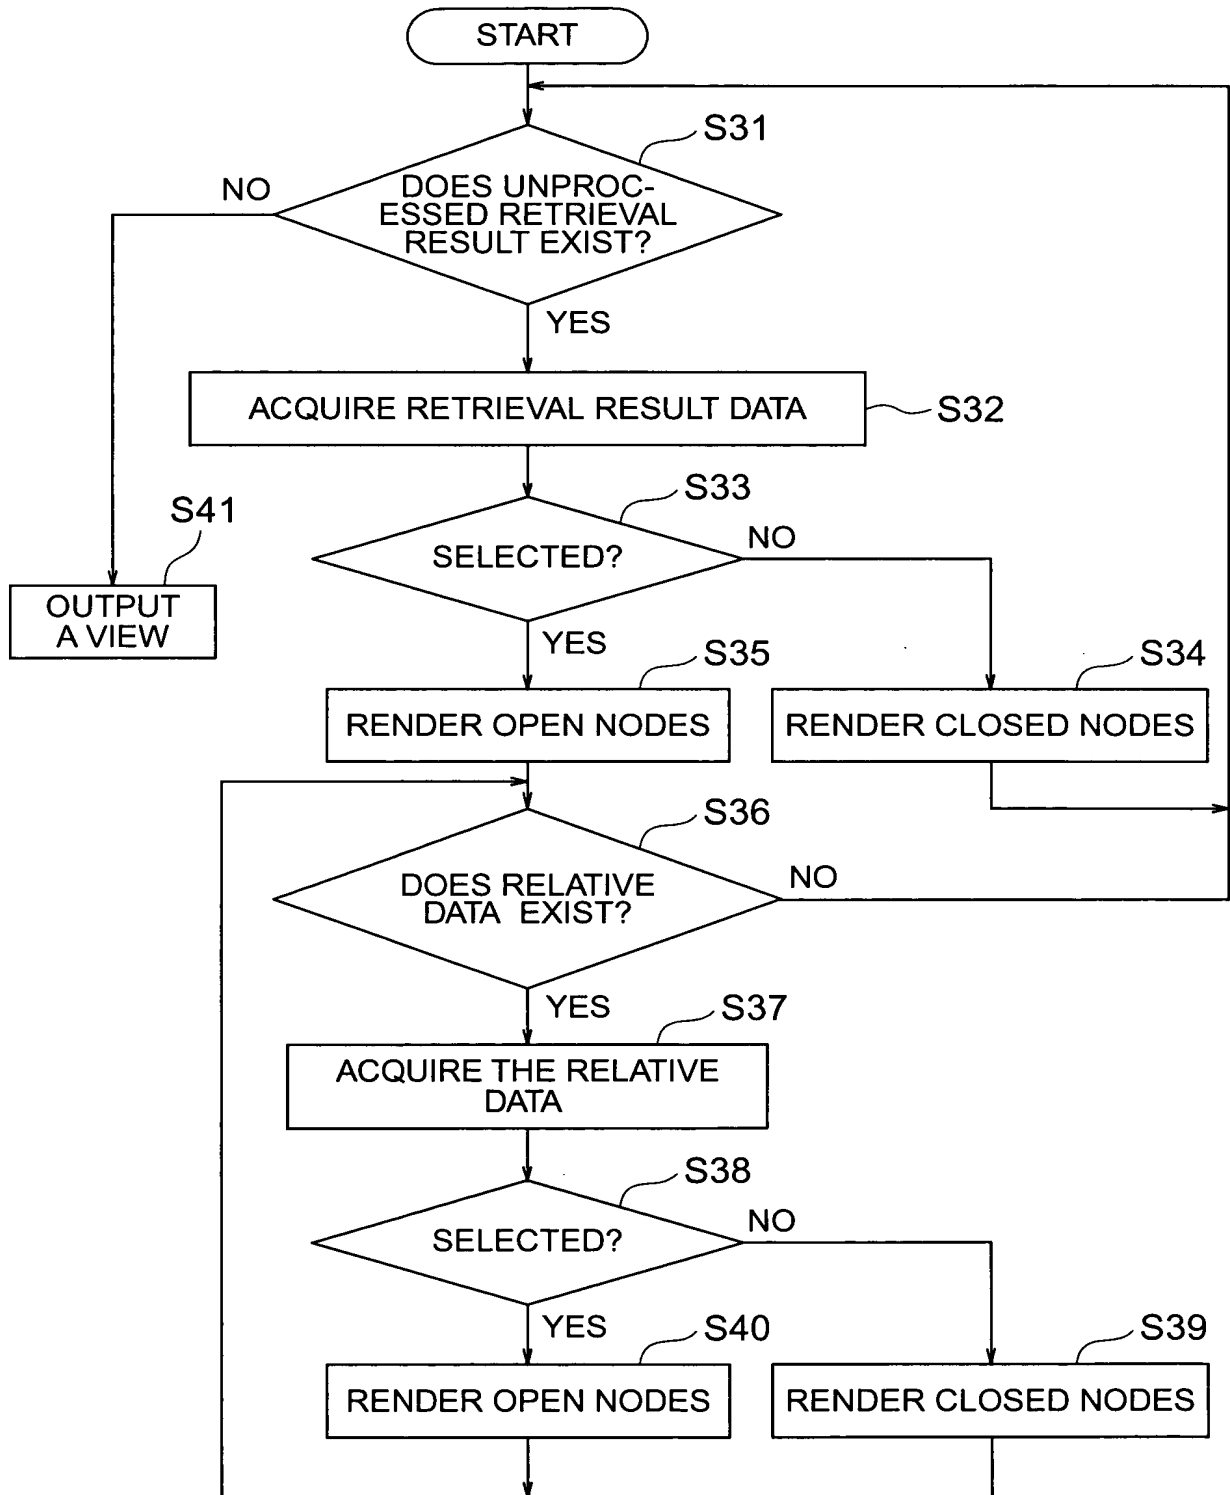 START
S31
NO
DOES UNPROC-
ESSED RETRIEVAL
RESULT EXIST?
YES
ACQUIRE RETRIEVAL RESULT DATA
S32
S33
S41
SELECTED?
NO
OUTPUT
A VIEW
YES
S35
S34
RENDER OPEN NODES
RENDER CLOSED NODES
S36
DOES RELATIVE
DATA EXIST?
NO
YES
S37
ACQUIRE THE RELATIVE
DATA
S38
SELECTED?
NO
YES
S40
S39
RENDER OPEN NODES
RENDER CLOSED NODES